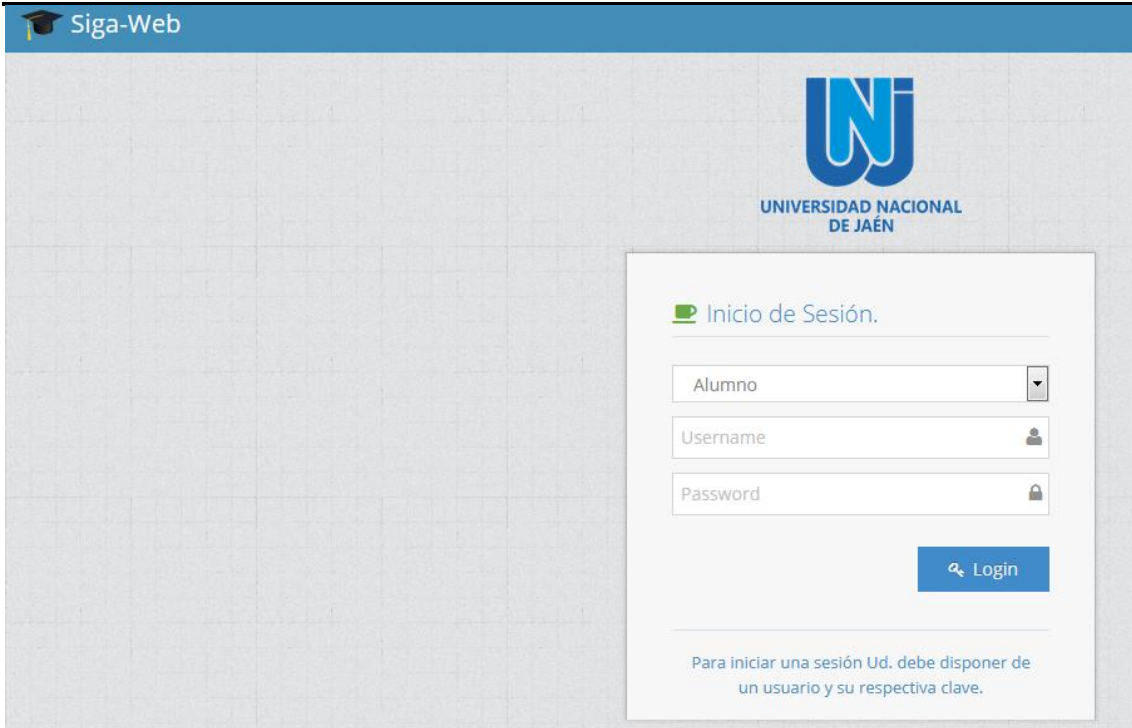 Siga-Web
UNJ
UNIVERSIDAD NACIONAL
DE JAÉN
Inicio de Sesión.
Alumno
Username
Password
Login
Para iniciar una sesión Ud. debe disponer de
un usuario y su respectiva clave.